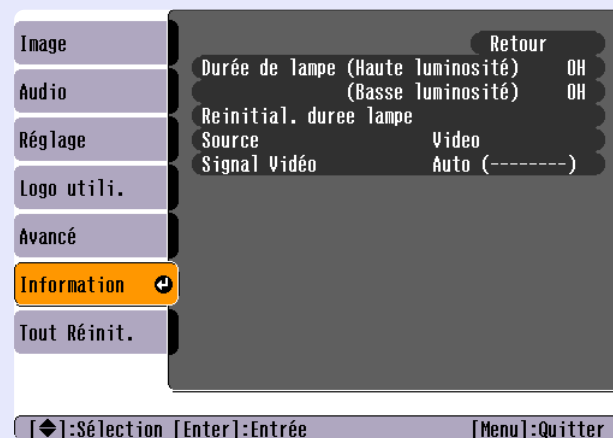 Image
Audio
Réglage
Logo utili.
Avancé
Information
Tout Réinit.
Retour
Durée de lampe (Haute luminosité) 0H
(Basse luminosité) 0H
Reinitial. duree lampe
Source Video
Signal Vidéo Auto (--------)
[◆]:Sélection [Enter]:Entrée [Menu]:Quitter